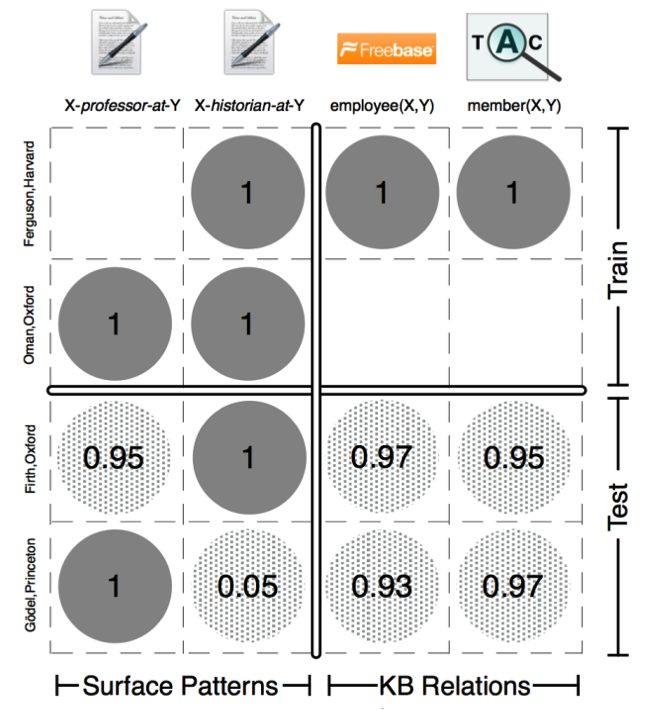 Freebase
TAC
X-professor-at-Y X-historian-at-Y employee(X,Y) member(X,Y)
Ferguson,Harvard
1 1 1
Oman,Oxford
1 1
Train
Firth,Oxford
0.95 1 0.97 0.95
Gödel,Princeton
1 0.05 0.93 0.97
Test
Surface Patterns KB Relations